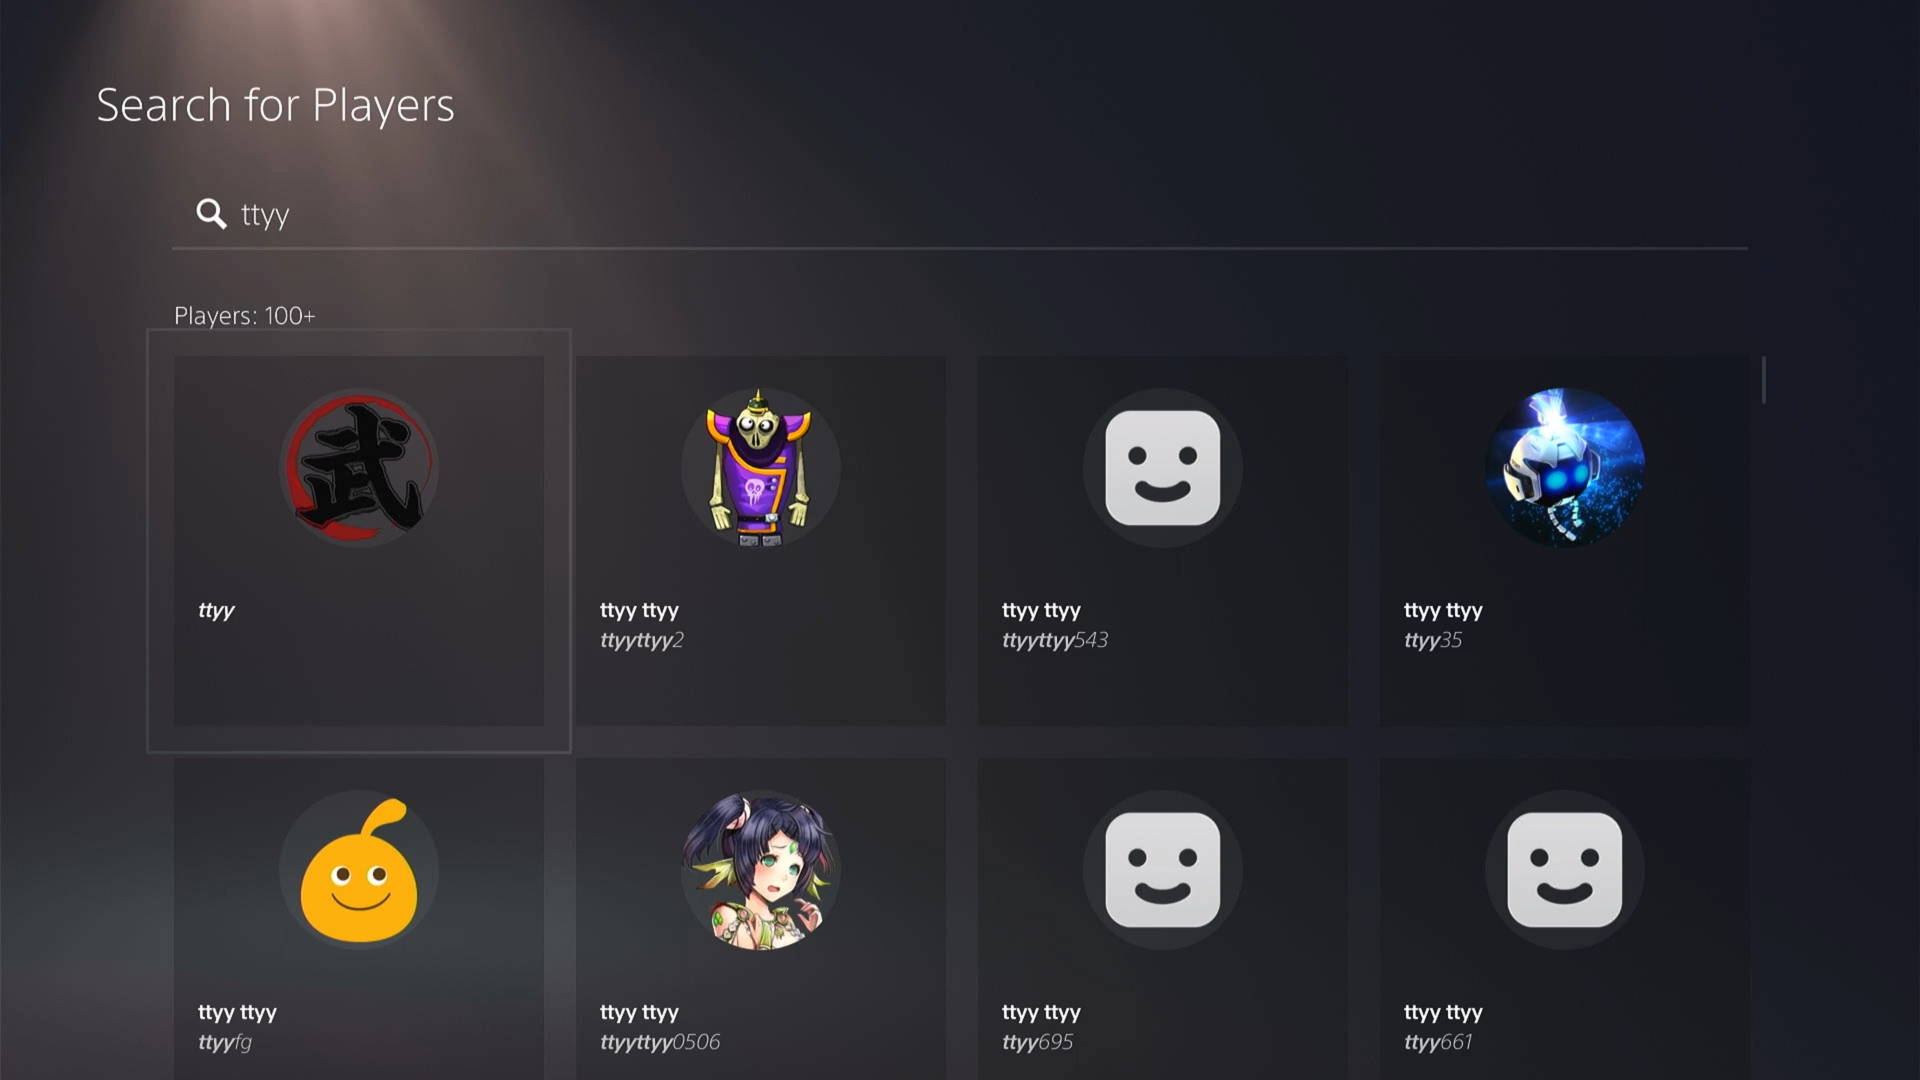 Search for Players
ttyy
Players: 100+
武
ttyy
ttyy ttyy
ttyyttyy2
ttyy ttyy
ttyyttyy543
ttyy ttyy
ttyy35
ttyy ttyy
ttyyfg
ttyy ttyy
ttyyttyy0506
ttyy ttyy
ttyy695
ttyy ttyy
ttyy661